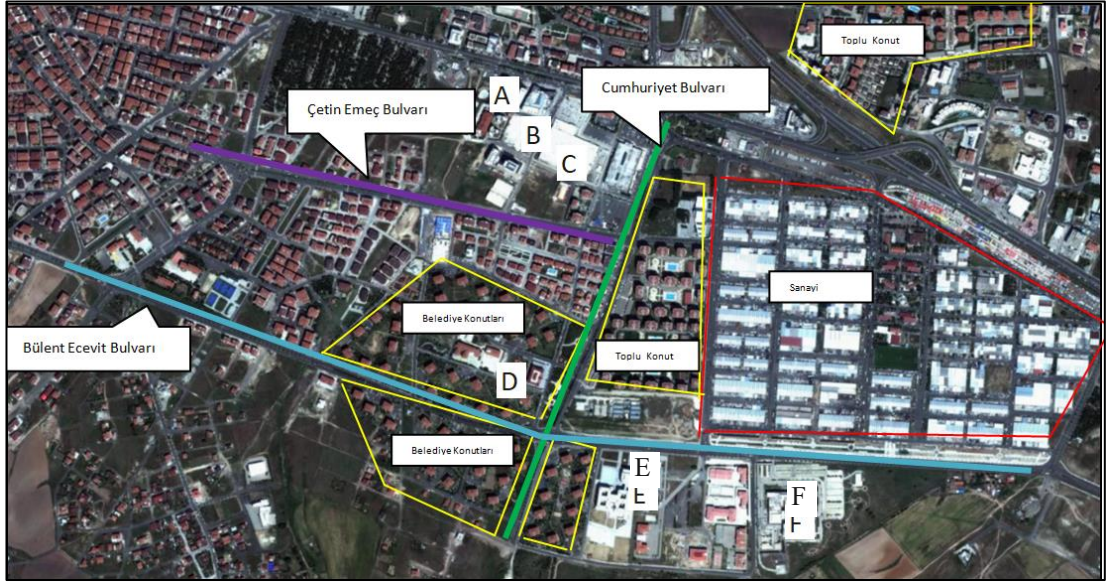 Toplu Konut
Cumhuriyet Bulvarı
A
Çetin Emeç Bulvarı
B
C
Sanayi
Belediye Konutları
Bülent Ecevit Bulvarı
Toplu Konut
D
Belediye Konutları
E
E
F
F